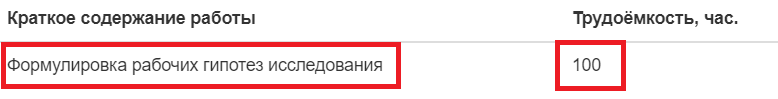 Краткое содержание работы Трудоёмкость, час.
Формулировка рабочих гипотез исследования 100